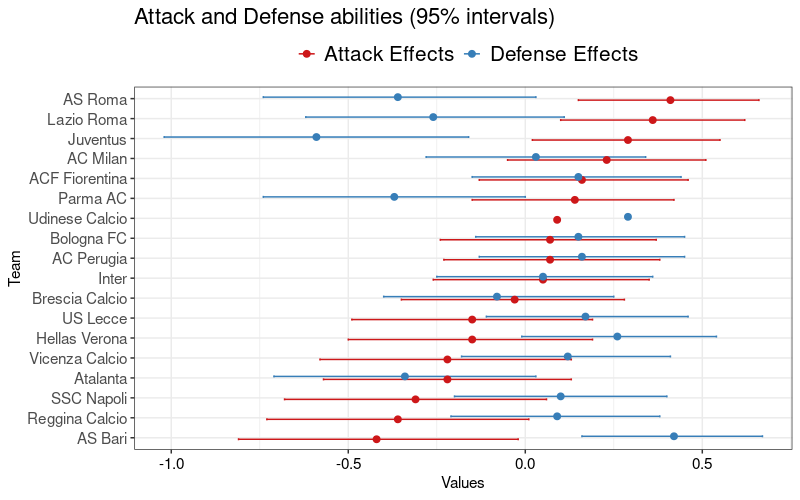 Attack and Defense abilities (95% intervals)
Attack Effects Defense Effects
AS Roma
Lazio Roma
Juventus
AC Milan
ACF Fiorentina
Parma AC
Udinese Calcio
Bologna FC
AC Perugia
Inter
Brescia Calcio
US Lecce
Hellas Verona
Vicenza Calcio
Atalanta
SSC Napoli
Reggina Calcio
AS Bari
Team
-1.0 -0.5 0.0 0.5
Values